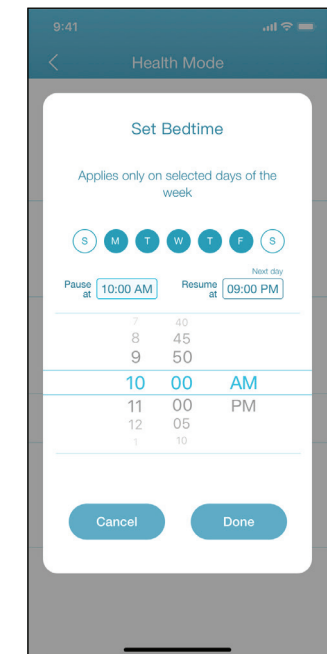 9:41
Health Mode
Set Bedtime
Applies only on selected days of the
week
S M T W T F S
Next day
Pause at 10:00 AM Resume at 09:00 PM
7 40
8 45
9 50
10 00 AM
11 00 PM
12 05
1 10
Cancel Done